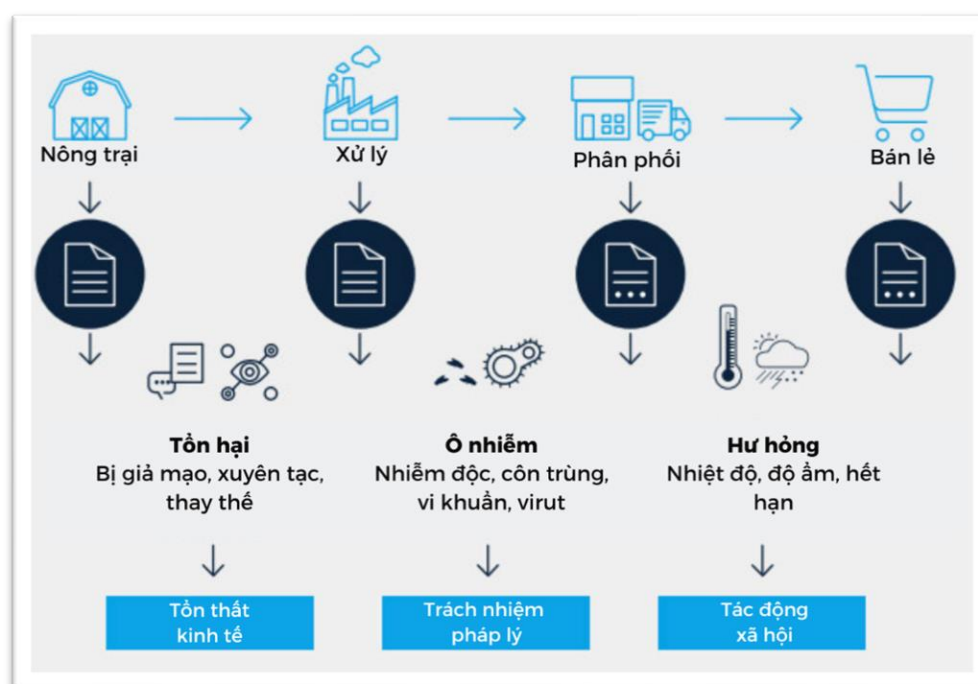 Nông trại
Xử lý
Phân phối
Bán lẻ
Tổn hại
Bị giả mạo, xuyên tạc,
thay thế
Ô nhiễm
Nhiễm độc, côn trùng,
vi khuẩn, virut
Hư hỏng
Nhiệt độ, độ ẩm, hết
hạn
Tổn thất
kinh tế
Trách nhiệm
pháp lý
Tác động
xã hội